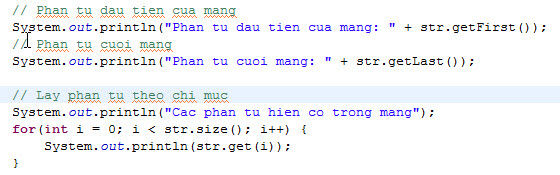 // Phan tu dau tien cua mang
System.out.println("Phan tu dau tien cua mang: " + str.getFirst());
// Phan tu cuoi mang
System.out.println("Phan tu cuoi mang: " + str.getLast());
// Lay phan tu theo chi muc
System.out.println("Cac phan tu hien co trong mang");
for(int i = 0; i < str.size(); i++) {
System.out.println(str.get(i));
}